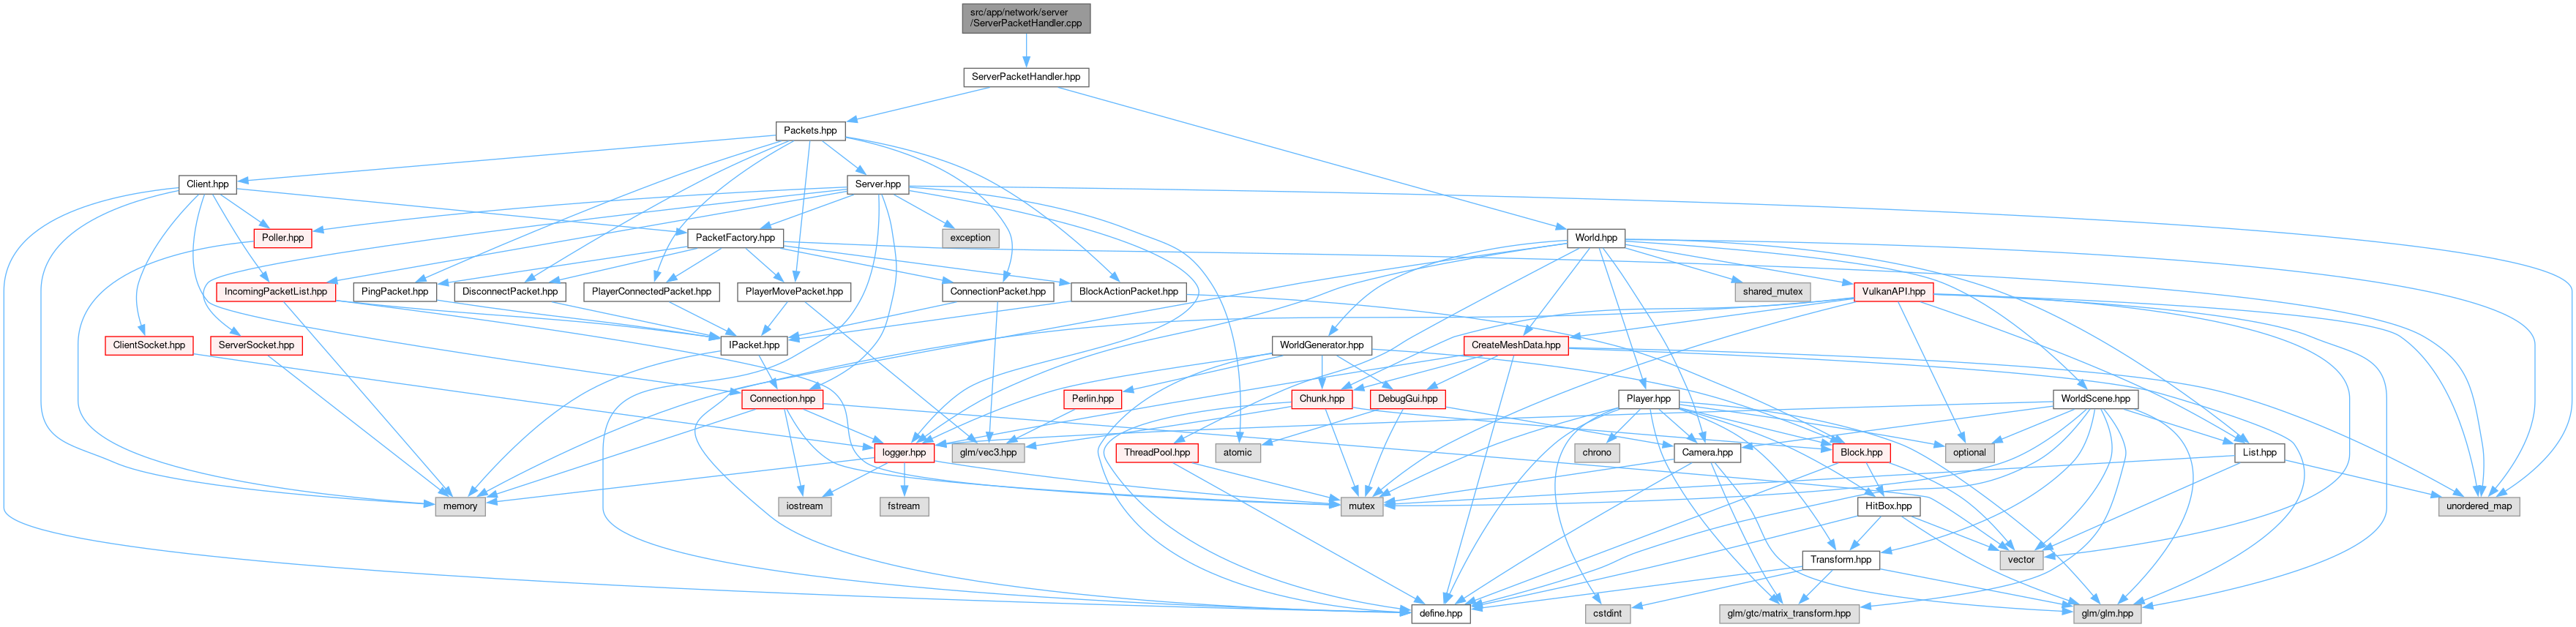 src/app/network/server
/ServerPacketHandler.cpp
ServerPacketHandler.hpp
Packets.hpp
Client.hpp
Server.hpp
Poller.hpp
PacketFactory.hpp
exception
World.hpp
IncomingPacketList.hpp
PingPacket.hpp
DisconnectPacket.hpp
PlayerConnectedPacket.hpp
PlayerMovePacket.hpp
ConnectionPacket.hpp
BlockActionPacket.hpp
shared_mutex
VulkanAPI.hpp
ClientSocket.hpp
ServerSocket.hpp
IPacket.hpp
WorldGenerator.hpp
CreateMeshData.hpp
Connection.hpp
Perlin.hpp
Chunk.hpp
DebugGui.hpp
Player.hpp
WorldScene.hpp
logger.hpp
glm/vec3.hpp
atomic
ThreadPool.hpp
chrono
Camera.hpp
Block.hpp
optional
List.hpp
memory
iostream
fstream
mutex
HitBox.hpp
unordered_map
Transform.hpp
vector
define.hpp
cstdint
glm/gtc/matrix_transform.hpp
glm/glm.hpp